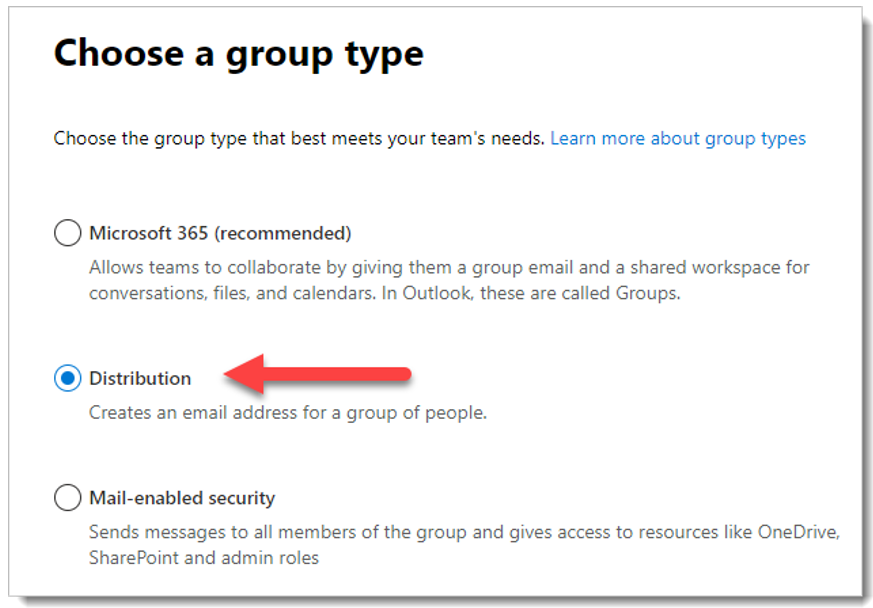 Choose a group type
Choose the group type that best meets your team's needs. Learn more about group types
Microsoft 365 (recommended)
Allows teams to collaborate by giving them a group email and a shared workspace for
conversations, files, and calendars. In Outlook, these are called Groups.
Distribution
Creates an email address for a group of people.
Mail-enabled security
Sends messages to all members of the group and gives access to resources like OneDrive,
SharePoint and admin roles